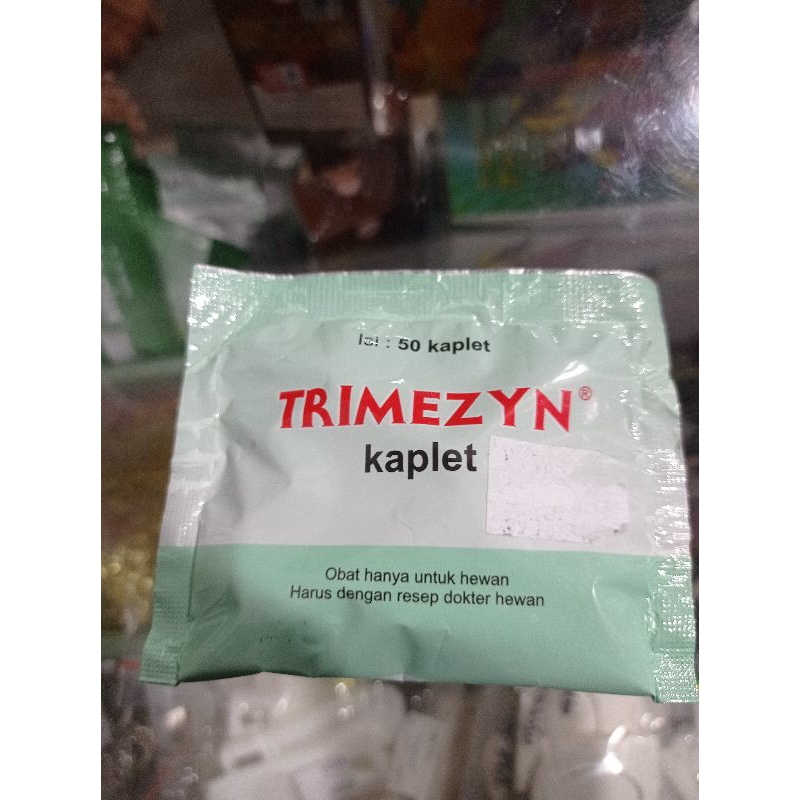 Isi : 50 kaplet
TRIMEZYN®
kaplet
Obat hanya untuk hewan
Harus dengan resep dokter hewan